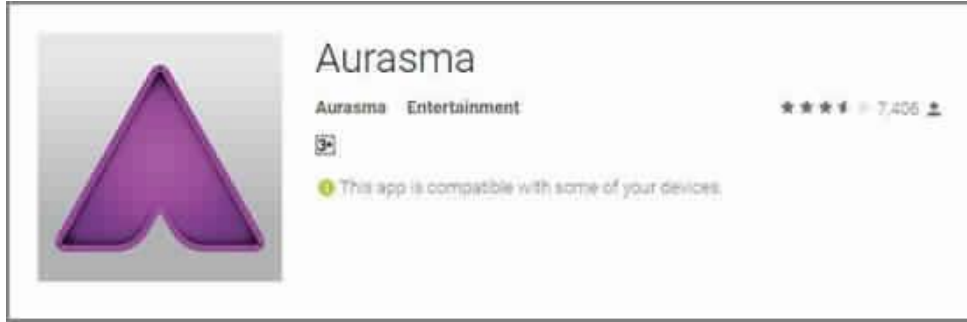 Aurasma
Aurasma Entertainment 7,406
3+
This app is compatible with some of your devices.